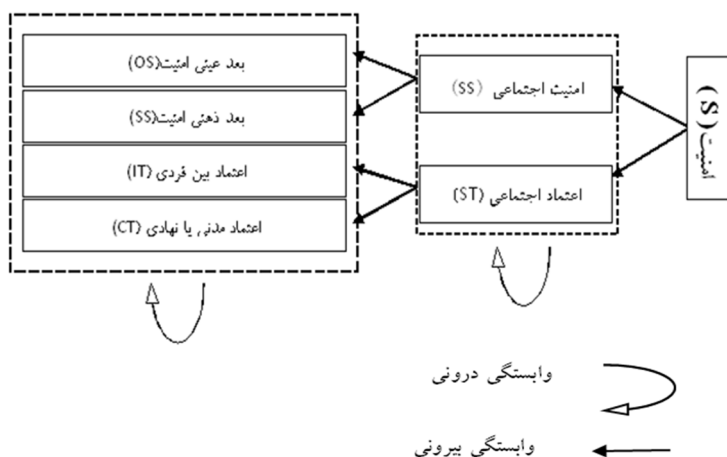 امنیت (S)
امنیت اجتماعی (SS)
اعتماد اجتماعی (ST)
بعد عینی امنیت(OS)
بعد ذهنی امنیت(SS)
اعتماد بین فردی (IT)
اعتماد مدنی یا نهادی (CT)
وابستگی درونی
وابستگی بیرونی